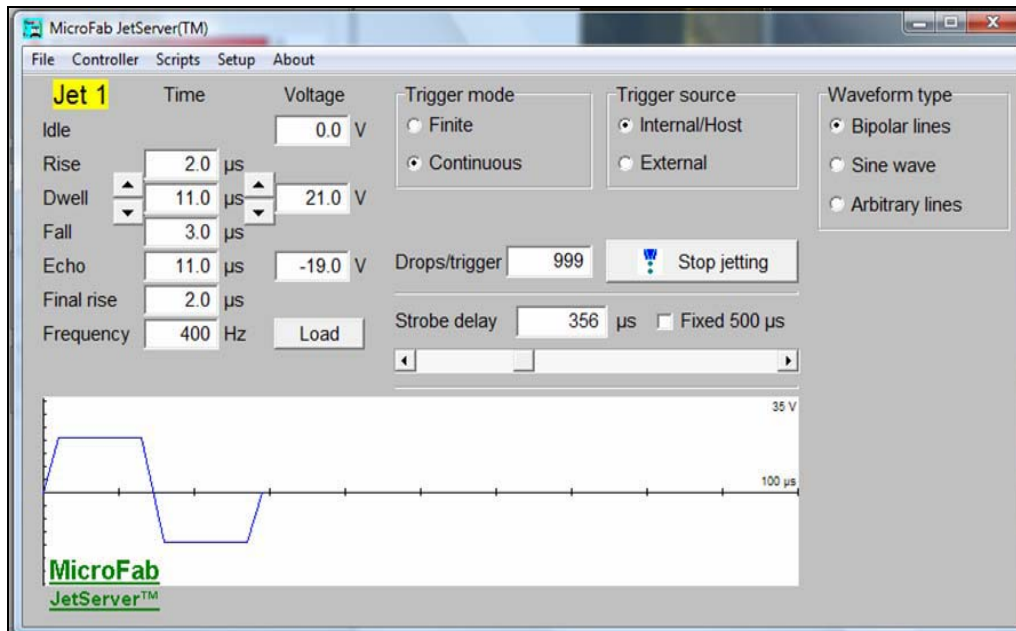 MicroFab JetServer(TM)
File Controller Scripts Setup About
Jet 1 Time Voltage
Idle 0.0 V
Rise 2.0 µs
Dwell 11.0 µs 21.0 V
Fall 3.0 µs
Echo 11.0 µs -19.0 V
Final rise 2.0 µs
Frequency 400 Hz Load
Trigger mode
Finite
Continuous
Trigger source
Internal/Host
External
Waveform type
Bipolar lines
Sine wave
Arbitrary lines
Drops/trigger 999 Stop jetting
Strobe delay 356 µs Fixed 500 µs
35 V
100 µs
MicroFab
JetServer™